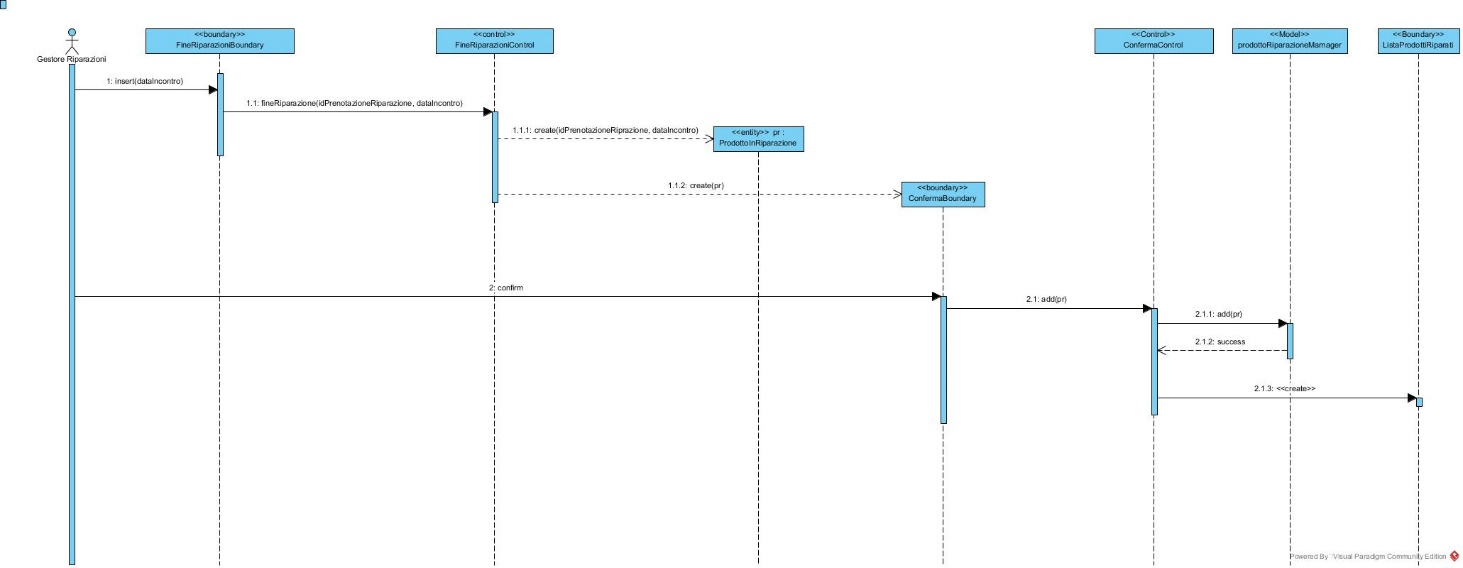 <<boundary>>
FineRiparazioniBoundary
<<control>>
FineRiparazioniControl
<<Control>>
ConfermaControl
<<Model>>
prodottoRiparazioneMamager
<<Boundary>>
ListaProdottiRiparati
Gestore Riparazioni
1: insert(dataIncontro)
1.1: fineRiparazione(idPrenotazioneRiparazione, dataIncontro)
1.1.1: create(idPrenotazioneRiprazione, dataIncontro)
<<entity>> pr :
ProdottoInRiparazione
1.1.2: create(pr)
<<boundary>>
ConfermaBoundary
2: confirm
2.1: add(pr)
2.1.1: add(pr)
2.1.2: success
2.1.3: <<create>>
Powered By Visual Paradigm Community Edition